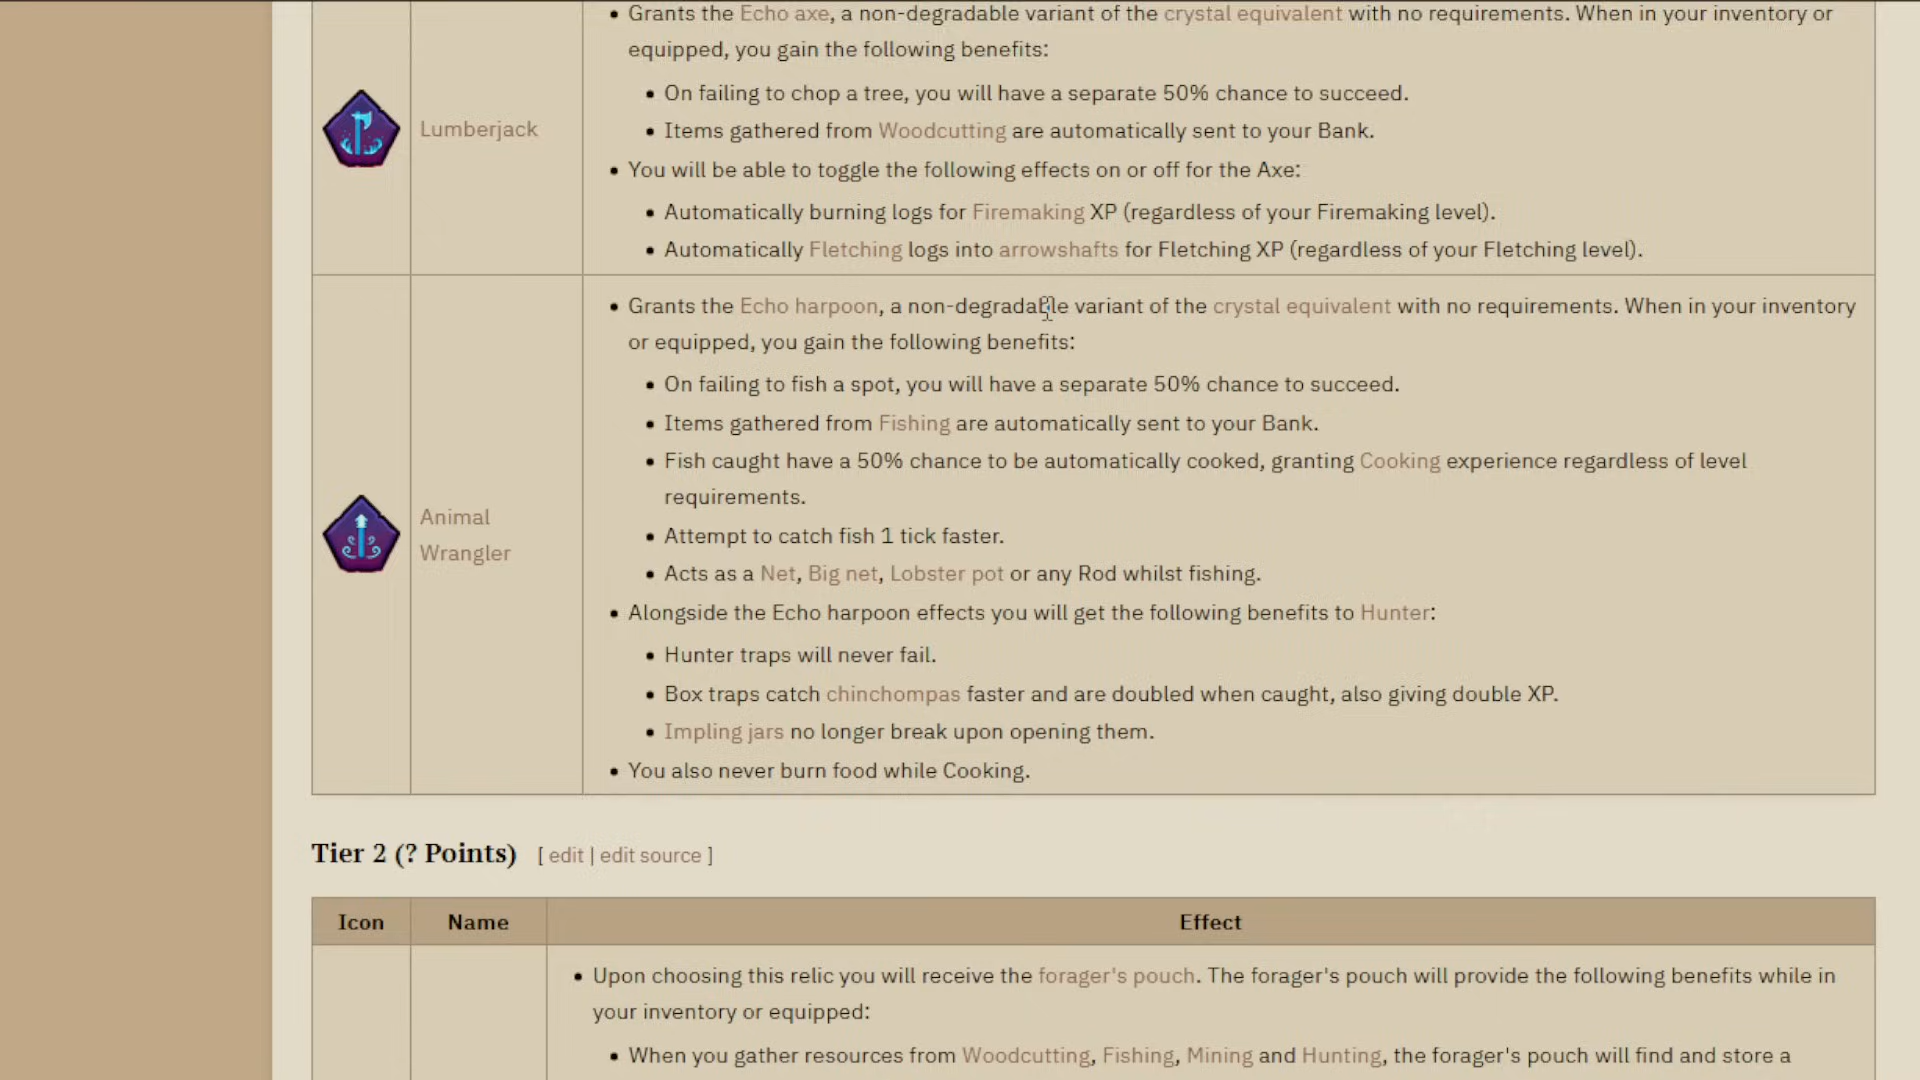 • Grants the Echo axe, a non-degradable variant of the crystal equivalent with no requirements. When in your inventory or
equipped, you gain the following benefits:
• On failing to chop a tree, you will have a separate 50% chance to succeed.
Lumberjack
• Items gathered from Woodcutting are automatically sent to your Bank.
• You will be able to toggle the following effects on or off for the Axe:
• Automatically burning logs for Firemaking XP (regardless of your Firemaking level).
• Automatically Fletching logs into arrowshafts for Fletching XP (regardless of your Fletching level).
• Grants the Echo harpoon, a non-degradable variant of the crystal equivalent with no requirements. When in your inventory
or equipped, you gain the following benefits:
• On failing to fish a spot, you will have a separate 50% chance to succeed.
• Items gathered from Fishing are automatically sent to your Bank.
• Fish caught have a 50% chance to be automatically cooked, granting Cooking experience regardless of level
requirements.
Animal
Wrangler
• Attempt to catch fish 1 tick faster.
• Acts as a Net, Big net, Lobster pot or any Rod whilst fishing.
• Alongside the Echo harpoon effects you will get the following benefits to Hunter:
• Hunter traps will never fail.
• Box traps catch chinchompas faster and are doubled when caught, also giving double XP.
• Impling jars no longer break upon opening them.
• You also never burn food while Cooking.
Tier 2 (? Points) [ edit | edit source ]
Icon Name Effect
• Upon choosing this relic you will receive the forager's pouch. The forager's pouch will provide the following benefits while in
your inventory or equipped:
• When you gather resources from Woodcutting, Fishing, Mining and Hunting, the forager's pouch will find and store a